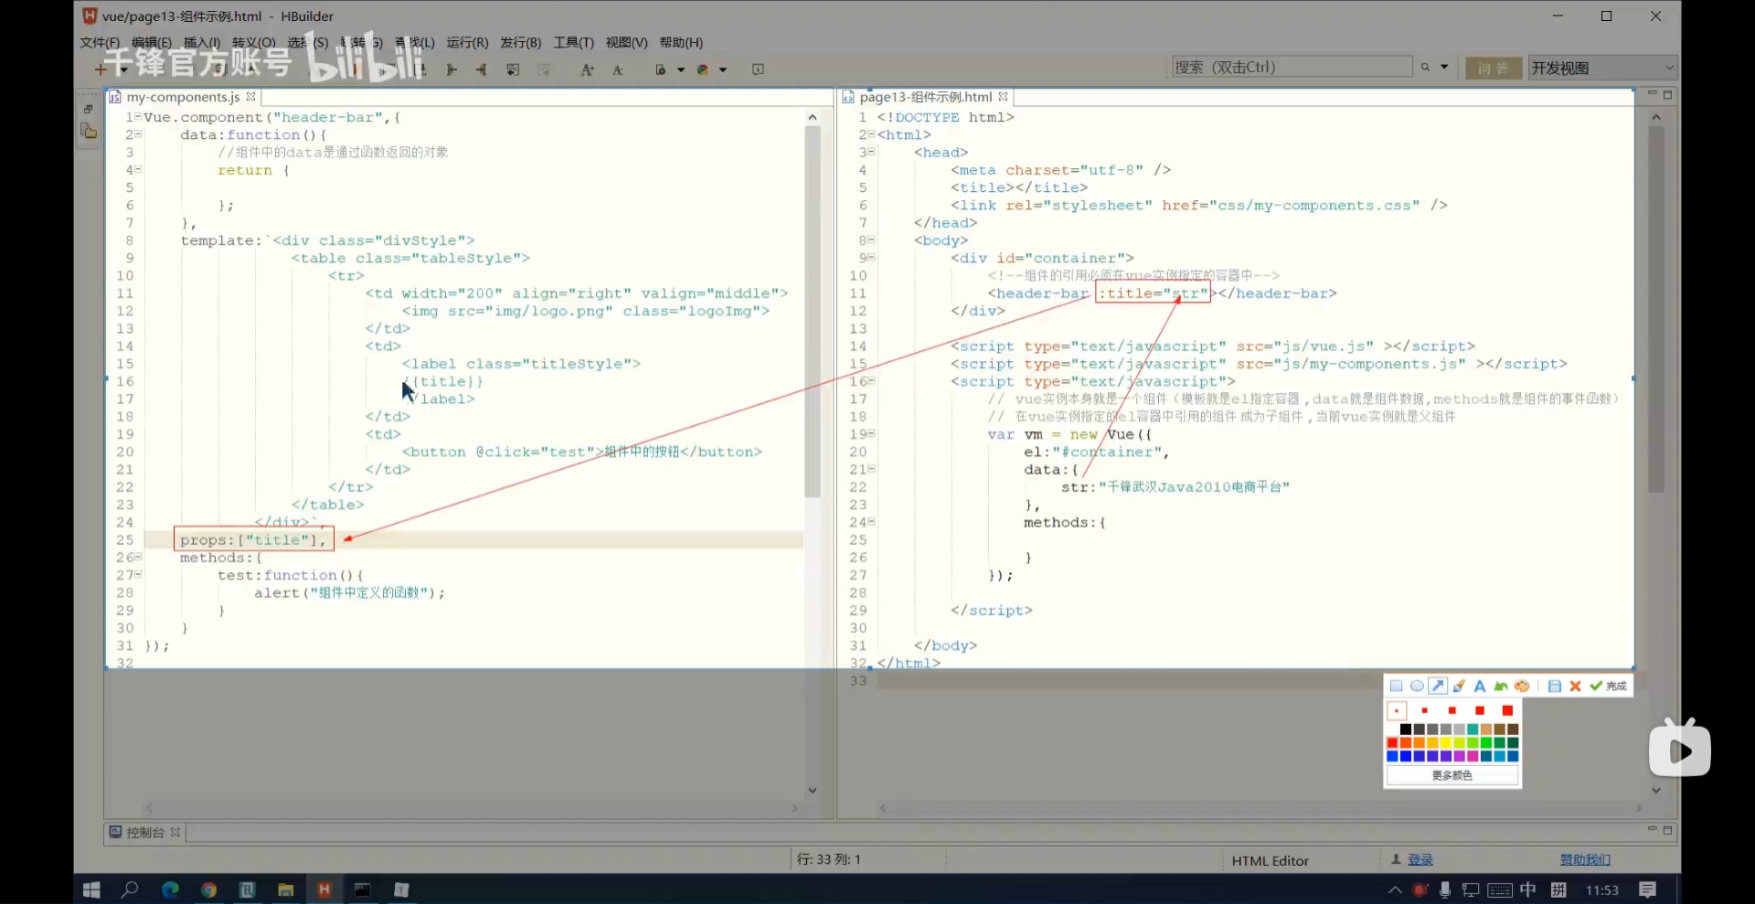 vue/page13-组件示例.html - HBuilder
文件(F) 编辑(E) 插入(I) 转义(O) 选择(S) 跳转(G) 查找(L) 运行(R) 发行(B) 工具(T) 视图(V) 帮助(H)
千锋官方账号 bilibili
搜索（双击Ctrl） 问答 开发视图
my-components.js
1 Vue.component("header-bar",{
2 data:function(){
3 //组件中的data是通过函数返回的对象
4 return {
5
6 };
7 },
8 template:`<div class="divStyle">
9 <table class="tableStyle">
10 <tr>
11 <td width="200" align="right" valign="middle">
12 <img src="img/logo.png" class="logoImg">
13 </td>
14 <td>
15 <label class="titleStyle">
16 {{title}}
17 /label>
18 </td>
19 <td>
20 <button @click="test">组件中的按钮</button>
21 </td>
22 </tr>
23 </table>
24 </div>`,
25 props:["title"],
26 methods:{
27 test:function(){
28 alert("组件中定义的函数");
29 }
30 }
31 });
32
page13-组件示例.html
1 <!DOCTYPE html>
2 <html>
3 <head>
4 <meta charset="utf-8" />
5 <title></title>
6 <link rel="stylesheet" href="css/my-components.css" />
7 </head>
8 <body>
9 <div id="container">
10 <!--组件的引用必须在vue实例指定的容器中-->
11 <header-bar :title="str"></header-bar>
12 </div>
13
14 <script type="text/javascript" src="js/vue.js" ></script>
15 <script type="text/javascript" src="js/my-components.js" ></script>
16 <script type="text/javascript">
17 // vue实例本身就是一个组件（模板就是el指定容器,data就是组件数据,methods就是组件的事件函数）
18 // 在vue实例指定的el容器中引用的组件 成为子组件,当前vue实例就是父组件
19 var vm = new Vue({
20 el:"#container",
21 data:{
22 str:"千锋武汉Java2010电商平台"
23 },
24 methods:{
25
26 }
27 });
28
29 </script>
30
31 </body>
32 </html>
33
完成
更多颜色
控制台
行: 33 列: 1 HTML Editor 登录 赞助我们
中 拼 11:53